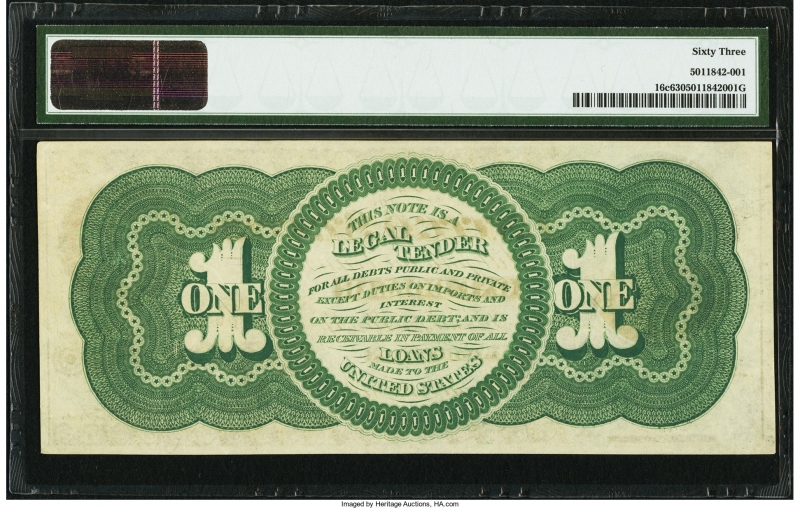 Sixty Three
5011842-001
16c6305011842001G
THIS NOTE IS A
LEGAL TENDER
FOR ALL DEBTS PUBLIC AND PRIVATE
EXCEPT DUTIES ON IMPORTS AND
INTEREST
ON THE PUBLIC DEBT; AND IS
RECEIVABLE IN PAYMENT OF ALL
LOANS
MADE TO THE
UNITED STATES
1 ONE
1 ONE
Imaged by Heritage Auctions, HA.com